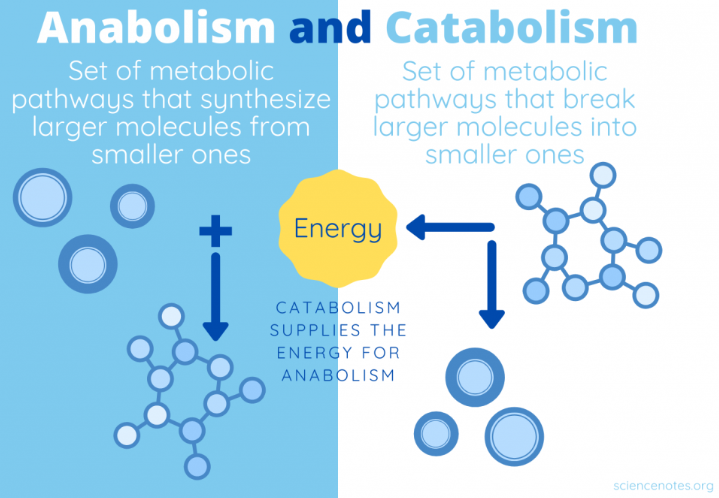 Anabolism and Catabolism
Set of metabolic
pathways that synthesize
larger molecules from
smaller ones
Set of metabolic
pathways that break
larger molecules into
smaller ones
+
Energy
CATABOLISM
SUPPLIES THE
ENERGY FOR
ANABOLISM
sciencenotes.org